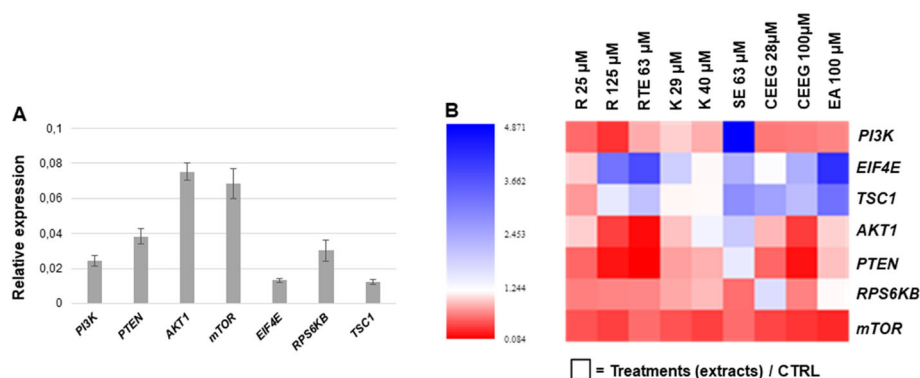 A
Relative expression
0,1
0,08
0,06
0,04
0,02
0
PI3K
PTEN
AKT1
mTOR
EIF4E
RPS6KB
TSC1
B
4.871
3.662
2.453
1.244
0.084
R 25 µM
R 125 µM
RTE 63 µM
K 29 µM
K 40 µM
SE 63 µM
CEEG 28µM
CEEG 100µM
EA 100 µM
PI3K
EIF4E
TSC1
AKT1
PTEN
RPS6KB
mTOR
= Treatments (extracts) / CTRL